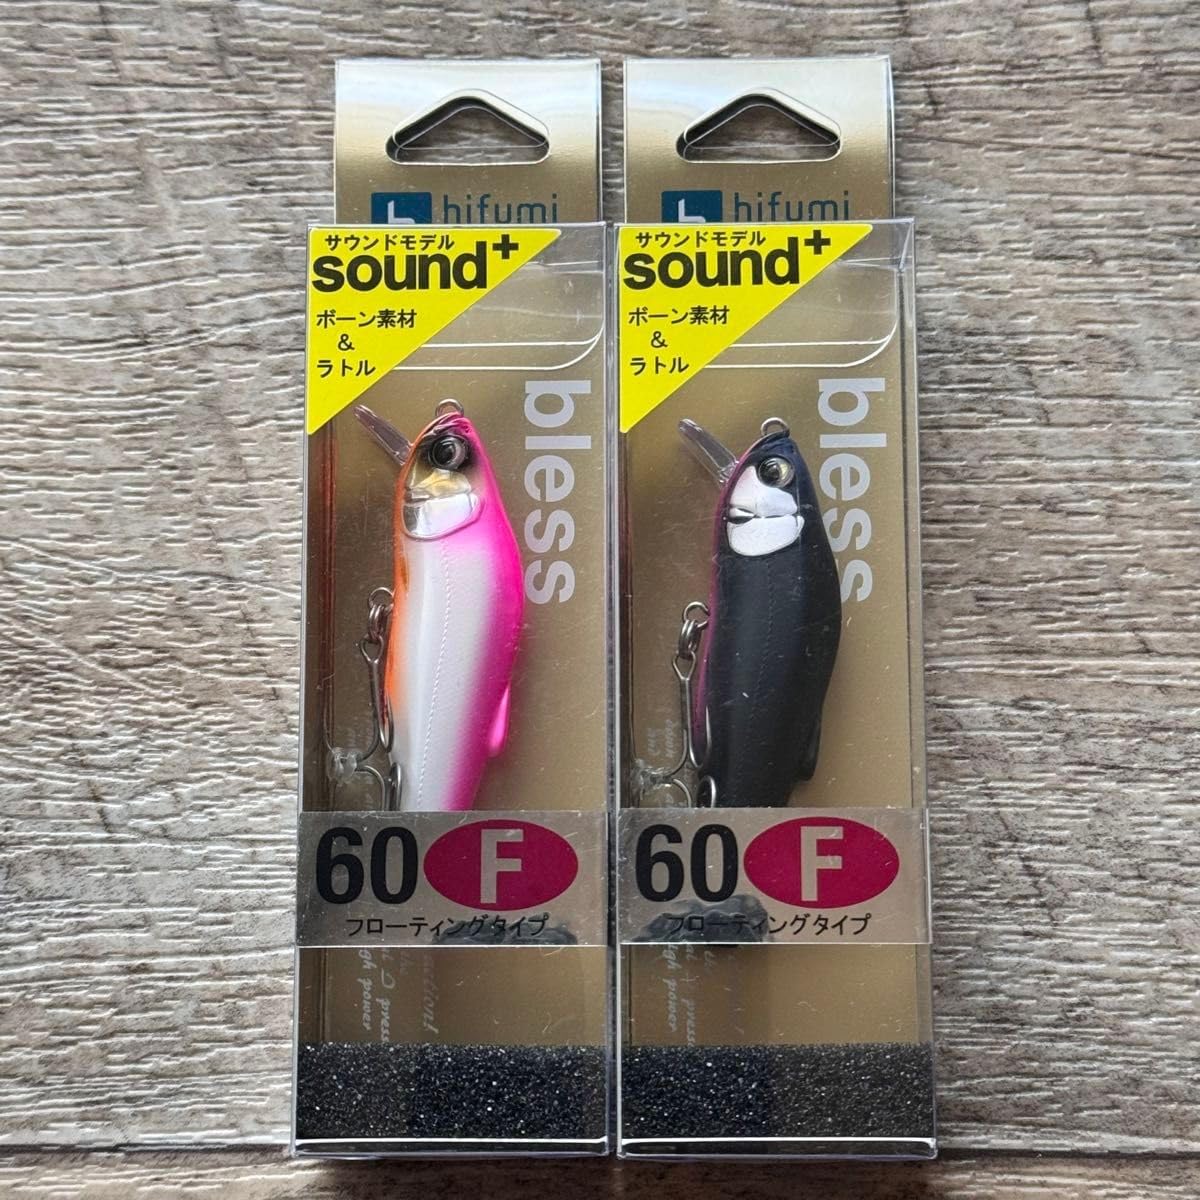 hifumi
サウンドモデル
sound+
ボーン素材
&
ラトル
bless
60 F
フローティングタイプ
hifumi
サウンドモデル
sound+
ボーン素材
&
ラトル
bless
60 F
フローティングタイプ